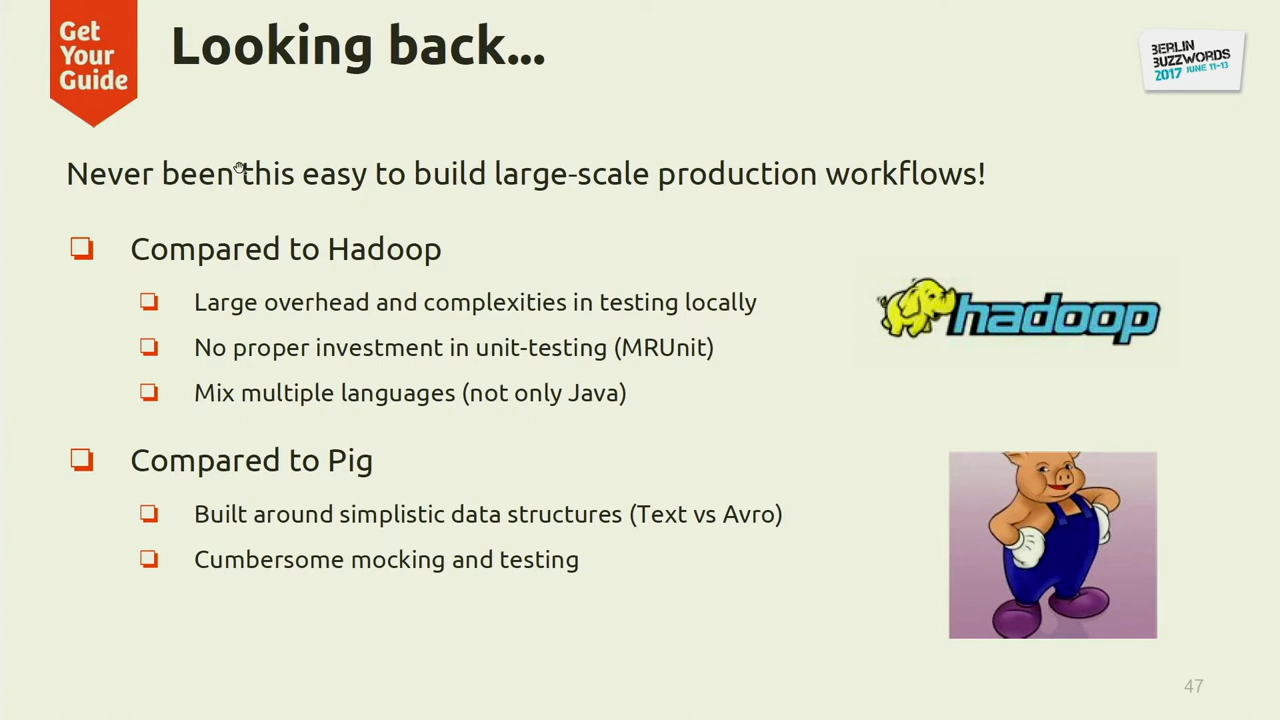 Get
Your
Guide
Looking back...
BERLIN
BUZZWORDS
2017 JUNE 11-13
Never been this easy to build large-scale production workflows!
Compared to Hadoop
Large overhead and complexities in testing locally
No proper investment in unit-testing (MRUnit)
Mix multiple languages (not only Java)
hadoop
Compared to Pig
Built around simplistic data structures (Text vs Avro)
Cumbersome mocking and testing
47